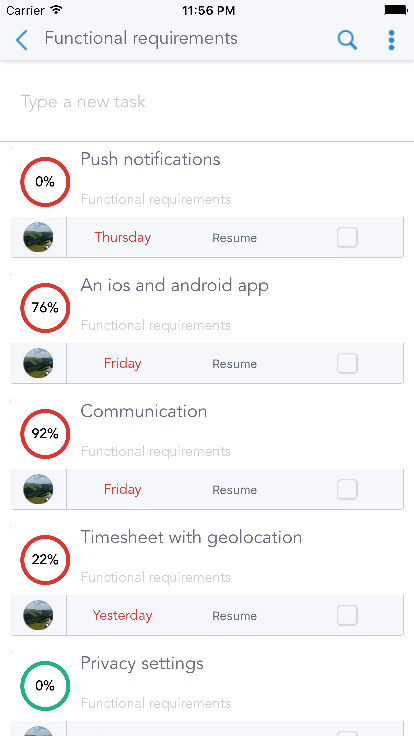 Carrier 11:56 PM
Functional requirements
Type a new task
Push notifications
0%
Functional requirements
Thursday Resume
An ios and android app
76%
Functional requirements
Friday Resume
Communication
92%
Functional requirements
Friday Resume
Timesheet with geolocation
22%
Functional requirements
Yesterday Resume
Privacy settings
0%
Functional requirements